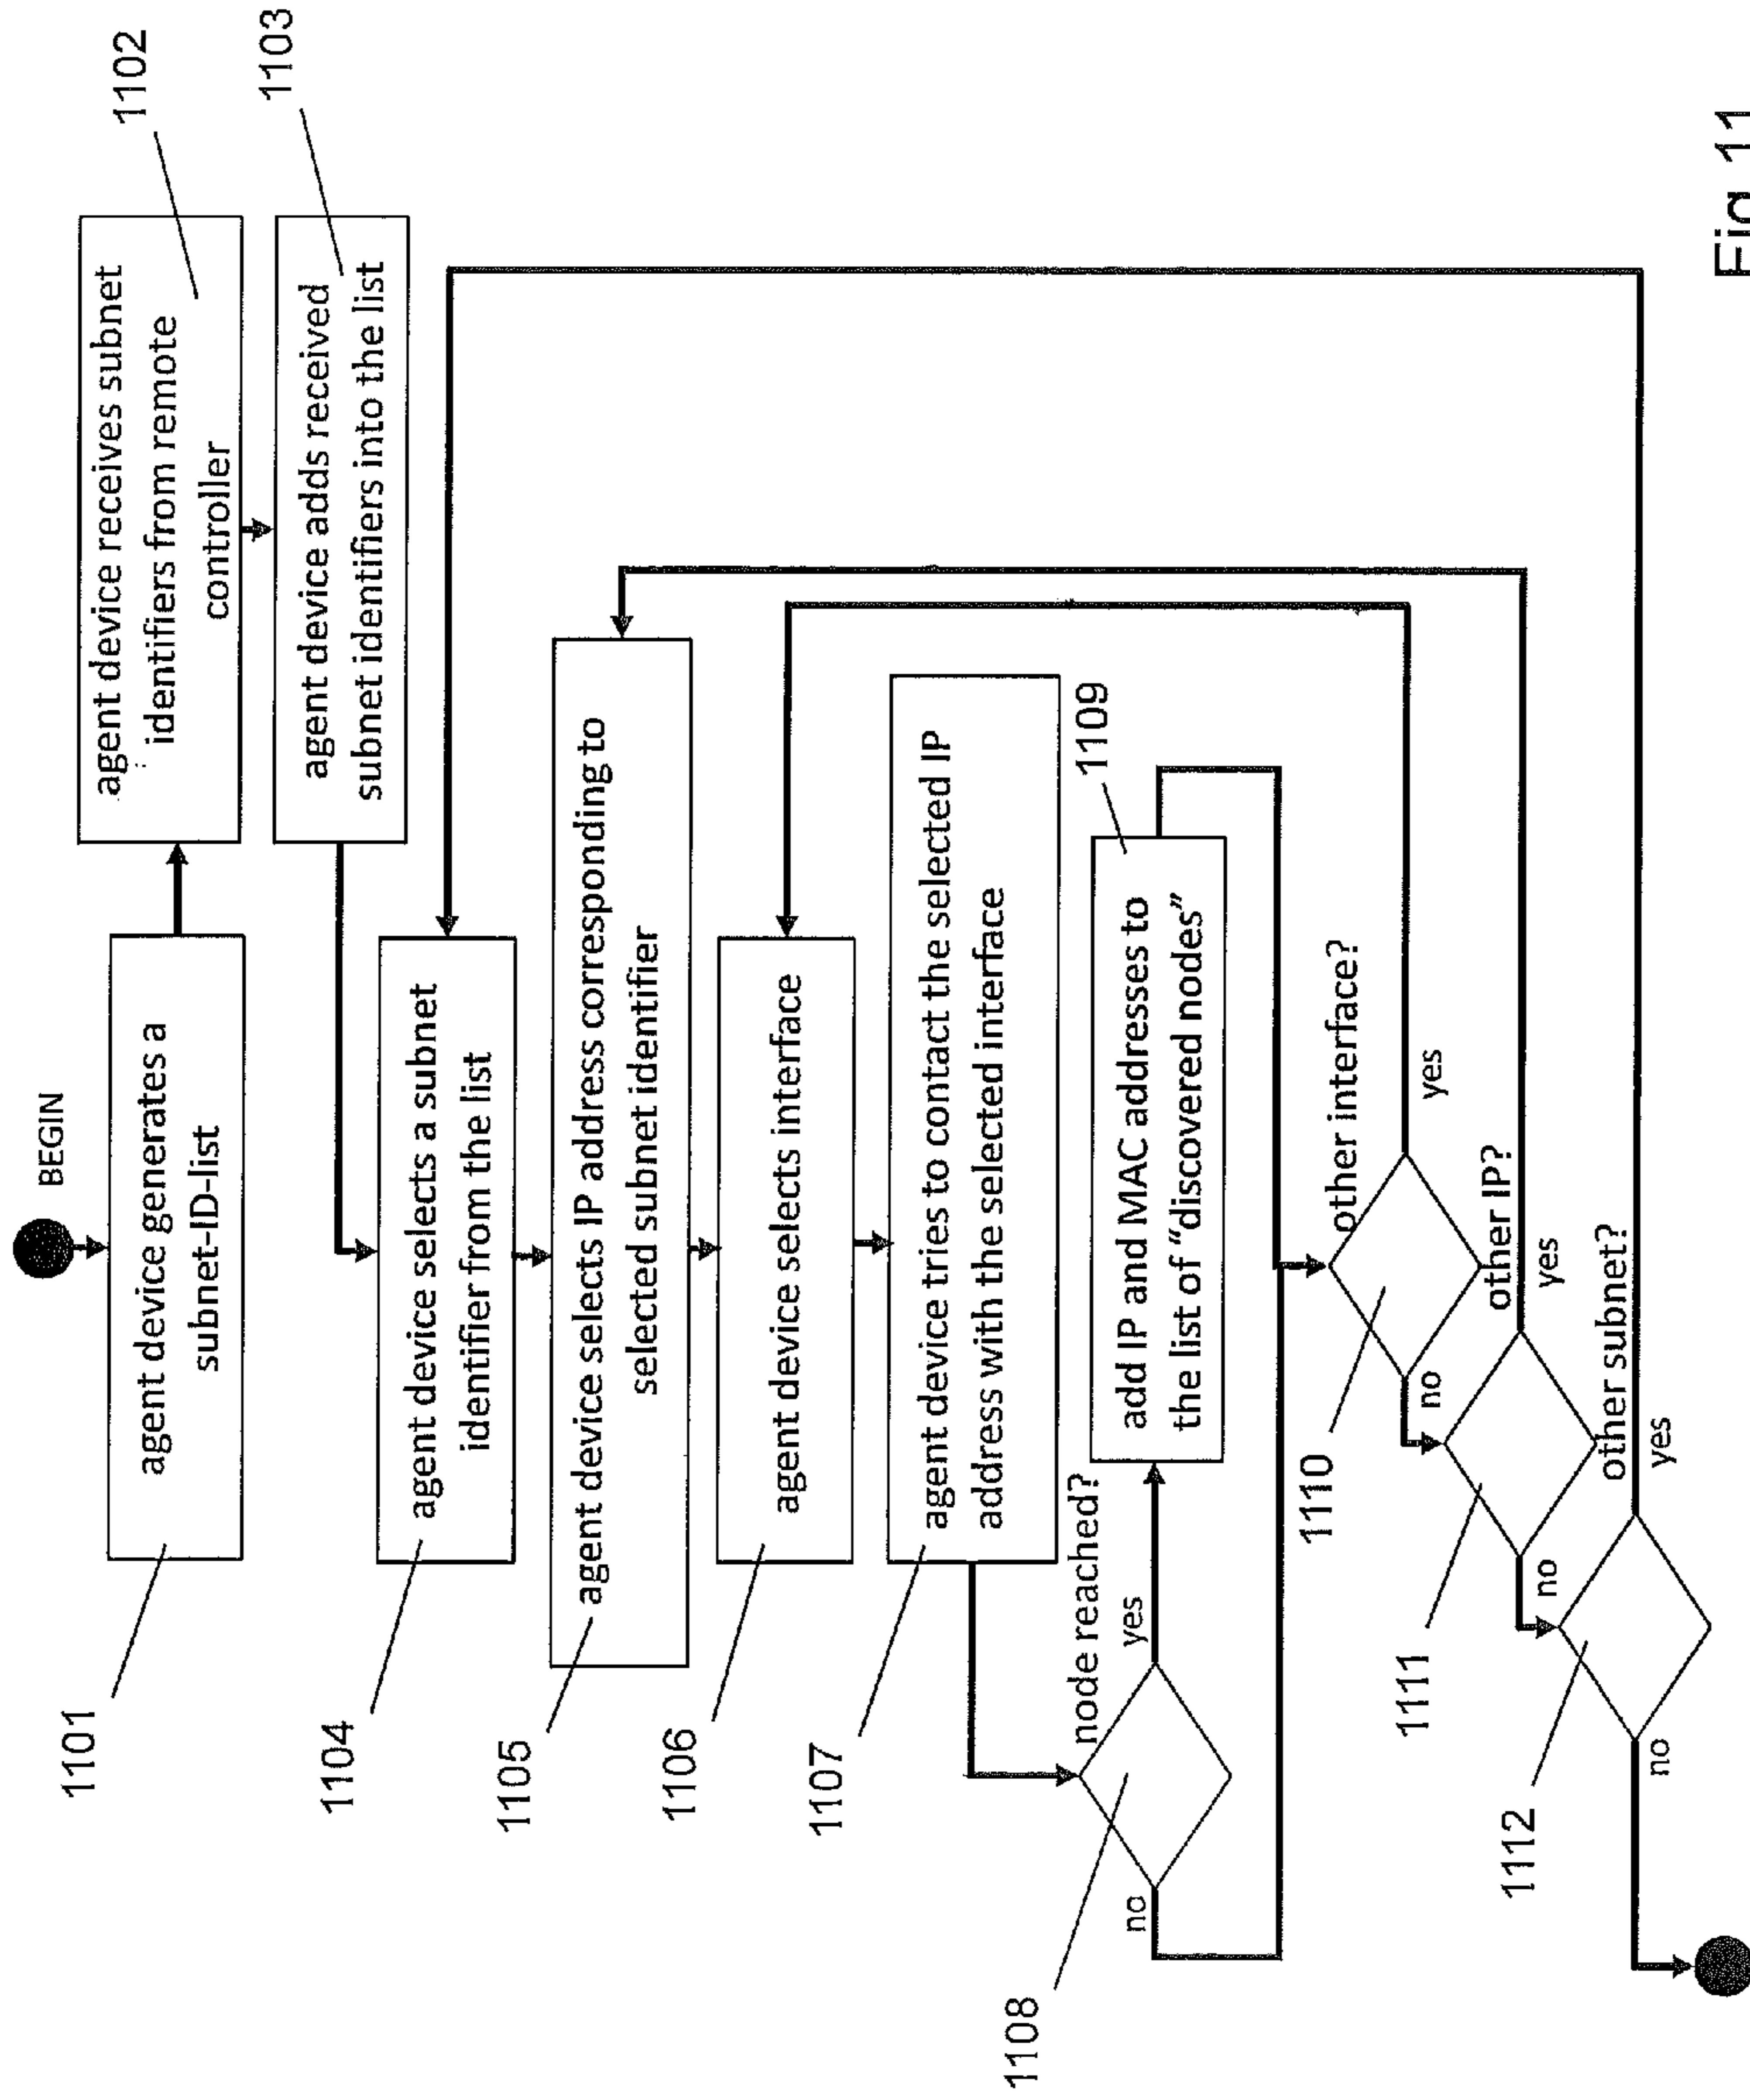 BEGIN
1101
agent device generates a
subnet-ID-list
agent device receives subnet
identifiers from remote
controller
1102
agent device adds received
subnet identifiers into the list
1103
1104
agent device selects a subnet
identifier from the list
1105
agent device selects IP address corresponding to
selected subnet identifier
1106
agent device selects interface
1107
agent device tries to contact the selected IP
address with the selected interface
1108
node reached?
yes
no
1109
add IP and MAC addresses to
the list of “discovered nodes”
1110
other interface?
yes
no
1111
other IP?
yes
no
1112
other subnet?
yes
no
Fig. 11